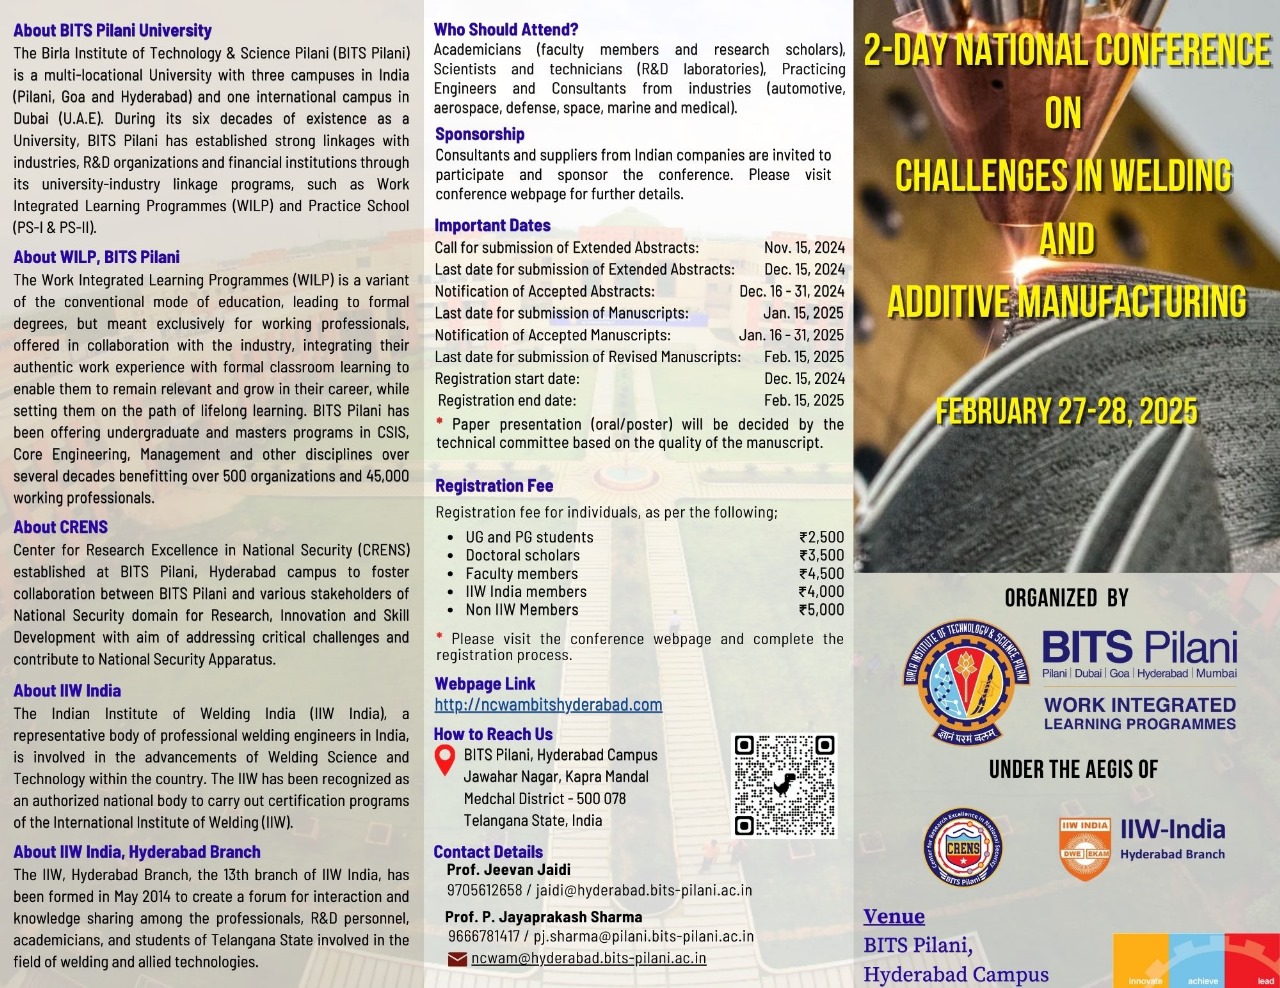 About BITS Pilani University
The Birla Institute of Technology & Science Pilani (BITS Pilani)
is a multi-locational University with three campuses in India
(Pilani, Goa and Hyderabad) and one international campus in
Dubai (U.A.E). During its six decades of existence as a
University, BITS Pilani has established strong linkages with
industries, R&D organizations and financial institutions through
its university-industry linkage programs, such as Work
Integrated Learning Programmes (WILP) and Practice School
(PS-I & PS-II).
About WILP, BITS Pilani
The Work Integrated Learning Programmes (WILP) is a variant
of the conventional mode of education, leading to formal
degrees, but meant exclusively for working professionals,
offered in collaboration with the industry, integrating their
authentic work experience with formal classroom learning to
enable them to remain relevant and grow in their career, while
setting them on the path of lifelong learning. BITS Pilani has
been offering undergraduate and masters programs in CSIS,
Core Engineering, Management and other disciplines over
several decades benefitting over 500 organizations and 45,000
working professionals.
About CRENS
Center for Research Excellence in National Security (CRENS)
established at BITS Pilani, Hyderabad campus to foster
collaboration between BITS Pilani and various stakeholders of
National Security domain for Research, Innovation and Skill
Development with aim of addressing critical challenges and
contribute to National Security Apparatus.
About IIW India
The Indian Institute of Welding India (IIW India), a
representative body of professional welding engineers in India,
is involved in the advancements of Welding Science and
Technology within the country. The IIW has been recognized as
an authorized national body to carry out certification programs
of the International Institute of Welding (IIW).
About IIW India, Hyderabad Branch
The IIW, Hyderabad Branch, the 13th branch of IIW India, has
been formed in May 2014 to create a forum for interaction and
knowledge sharing among the professionals, R&D personnel,
academicians, and students of Telangana State involved in the
field of welding and allied technologies.
Who Should Attend?
Academicians (faculty members and research scholars),
Scientists and technicians (R&D laboratories), Practicing
Engineers and Consultants from industries (automotive,
aerospace, defense, space, marine and medical).
Sponsorship
Consultants and suppliers from Indian companies are invited to
participate and sponsor the conference. Please visit
conference webpage for further details.
Important Dates
Call for submission of Extended Abstracts: Nov. 15, 2024
Last date for submission of Extended Abstracts: Dec. 15, 2024
Notification of Accepted Abstracts: Dec. 16 - 31, 2024
Last date for submission of Manuscripts: Jan. 15, 2025
Notification of Accepted Manuscripts: Jan. 16 - 31, 2025
Last date for submission of Revised Manuscripts: Feb. 15, 2025
Registration start date: Dec. 15, 2024
Registration end date: Feb. 15, 2025
* Paper presentation (oral/poster) will be decided by the
technical committee based on the quality of the manuscript.
Registration Fee
Registration fee for individuals, as per the following;
• UG and PG students ₹2,500
• Doctoral scholars ₹3,500
• Faculty members ₹4,500
• IIW India members ₹4,000
• Non IIW Members ₹5,000
* Please visit the conference webpage and complete the
registration process.
Webpage Link
http://ncwambitshyderabad.com
How to Reach Us
BITS Pilani, Hyderabad Campus
Jawahar Nagar, Kapra Mandal
Medchal District - 500 078
Telangana State, India
Contact Details
Prof. Jeevan Jaidi
9705612658 / jaidi@hyderabad.bits-pilani.ac.in
Prof. P. Jayaprakash Sharma
9666781417 / pj.sharma@pilani.bits-pilani.ac.in
ncwam@hyderabad.bits-pilani.ac.in
2-DAY NATIONAL CONFERENCE
ON
CHALLENGES IN WELDING
AND
ADDITIVE MANUFACTURING
FEBRUARY 27-28, 2025
ORGANIZED BY
BIRLA INSTITUTE OF TECHNOLOGY & SCIENCE, PILANI
ज्ञानं परमं बलम्
BITS Pilani
Pilani | Dubai | Goa | Hyderabad | Mumbai
WORK INTEGRATED
LEARNING PROGRAMMES
UNDER THE AEGIS OF
Center for Research Excellence in National Security
CRENS
BITS Pilani
IIW INDIA
DWE EKAM
IIW-India
Hyderabad Branch
Venue
BITS Pilani,
Hyderabad Campus
innovate achieve lead